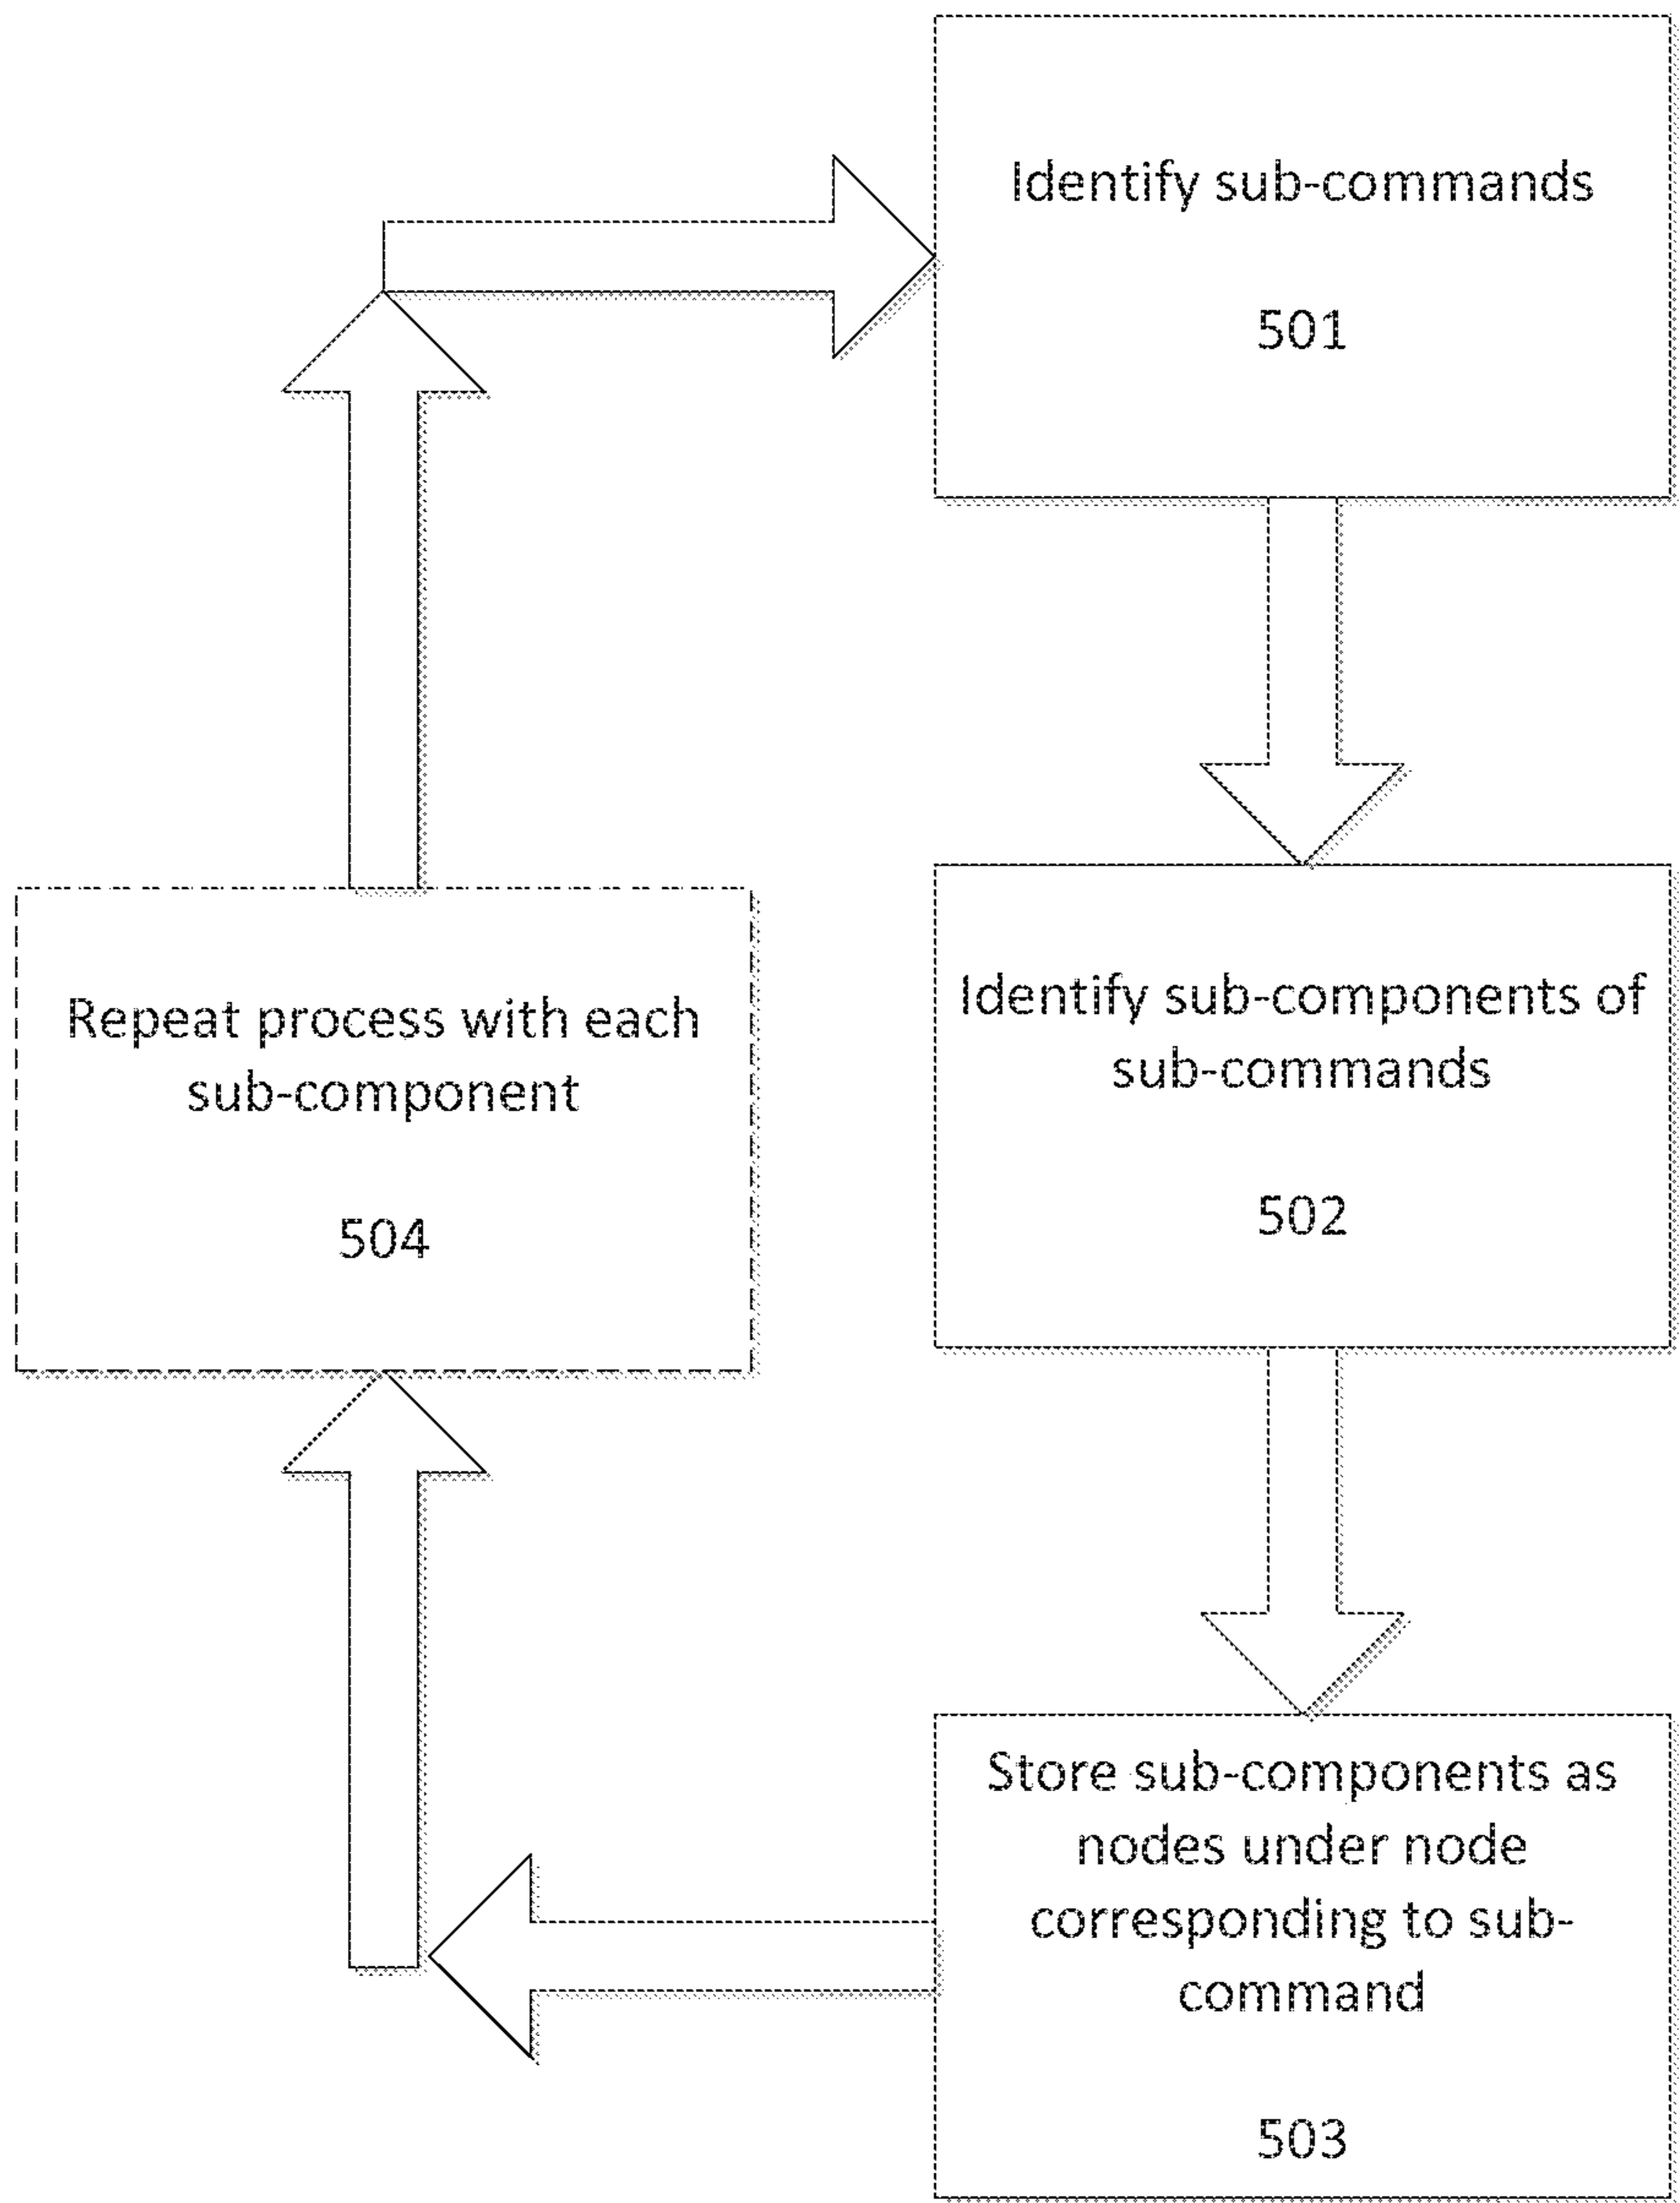 Identify sub-commands
501
Identify sub-components of
sub-commands
502
Repeat process with each
sub-component
504
Store sub-components as
nodes under node
corresponding to sub-
command
503